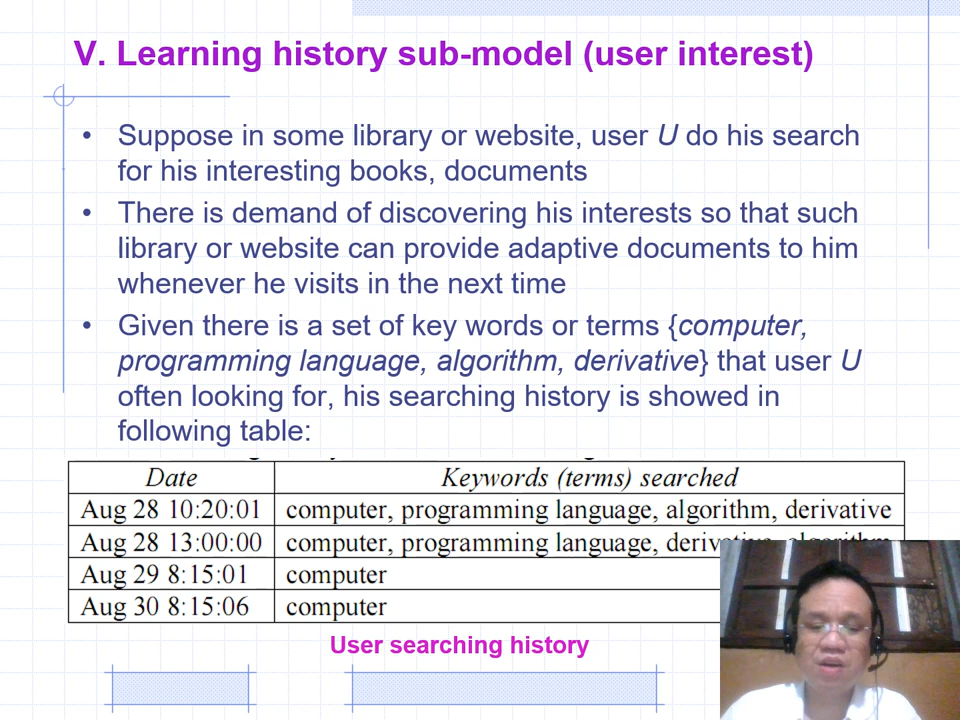 V. Learning history sub-model (user interest)
• Suppose in some library or website, user U do his search
for his interesting books, documents
• There is demand of discovering his interests so that such
library or website can provide adaptive documents to him
whenever he visits in the next time
• Given there is a set of key words or terms {computer,
programming language, algorithm, derivative} that user U
often looking for, his searching history is showed in
following table:
Date Keywords (terms) searched
Aug 28 10:20:01 computer, programming language, algorithm, derivative
Aug 28 13:00:00 computer, programming language, derivative, algorithm
Aug 29 8:15:01 computer
Aug 30 8:15:06 computer
User searching history